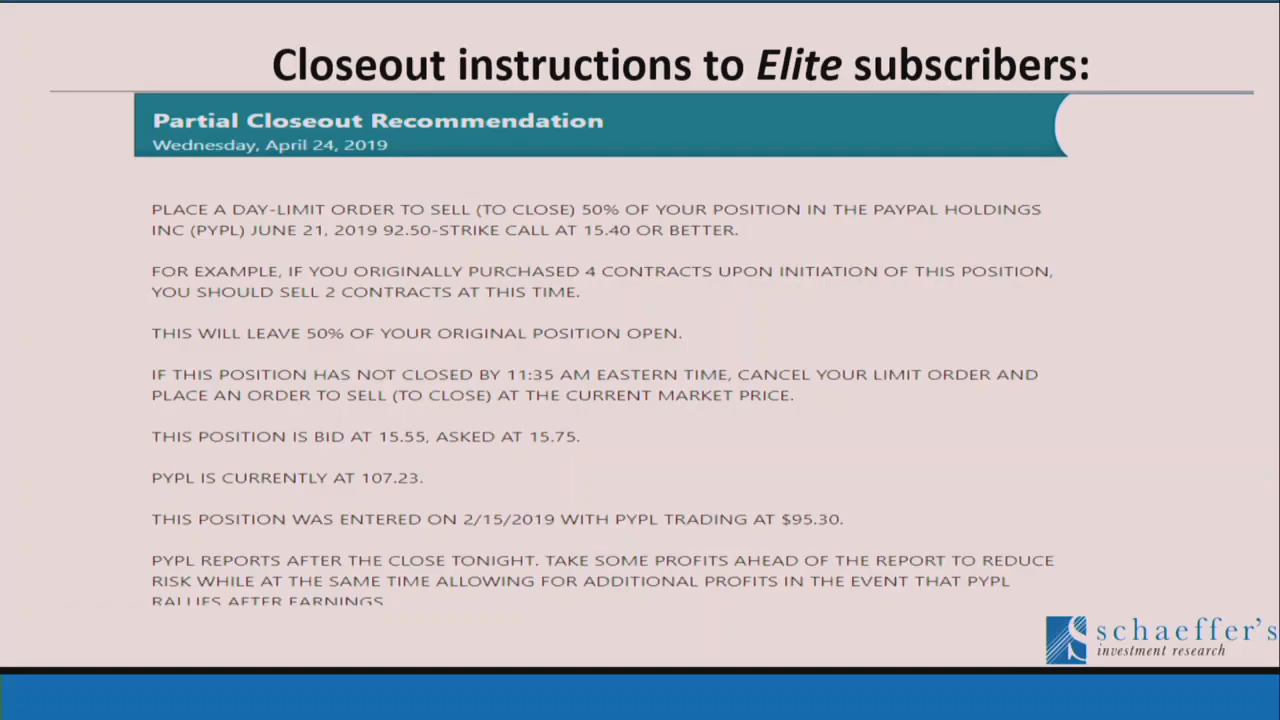 Closeout instructions to Elite subscribers:
Partial Closeout Recommendation
Wednesday, April 24, 2019
PLACE A DAY-LIMIT ORDER TO SELL (TO CLOSE) 50% OF YOUR POSITION IN THE PAYPAL HOLDINGS
INC (PYPL) JUNE 21, 2019 92.50-STRIKE CALL AT 15.40 OR BETTER.
FOR EXAMPLE, IF YOU ORIGINALLY PURCHASED 4 CONTRACTS UPON INITIATION OF THIS POSITION,
YOU SHOULD SELL 2 CONTRACTS AT THIS TIME.
THIS WILL LEAVE 50% OF YOUR ORIGINAL POSITION OPEN.
IF THIS POSITION HAS NOT CLOSED BY 11:35 AM EASTERN TIME, CANCEL YOUR LIMIT ORDER AND
PLACE AN ORDER TO SELL (TO CLOSE) AT THE CURRENT MARKET PRICE.
THIS POSITION IS BID AT 15.55, ASKED AT 15.75.
PYPL IS CURRENTLY AT 107.23.
THIS POSITION WAS ENTERED ON 2/15/2019 WITH PYPL TRADING AT $95.30.
PYPL REPORTS AFTER THE CLOSE TONIGHT. TAKE SOME PROFITS AHEAD OF THE REPORT TO REDUCE
RISK WHILE AT THE SAME TIME ALLOWING FOR ADDITIONAL PROFITS IN THE EVENT THAT PYPL
RALLIES AFTER EARNINGS
schaeffer's
investment research